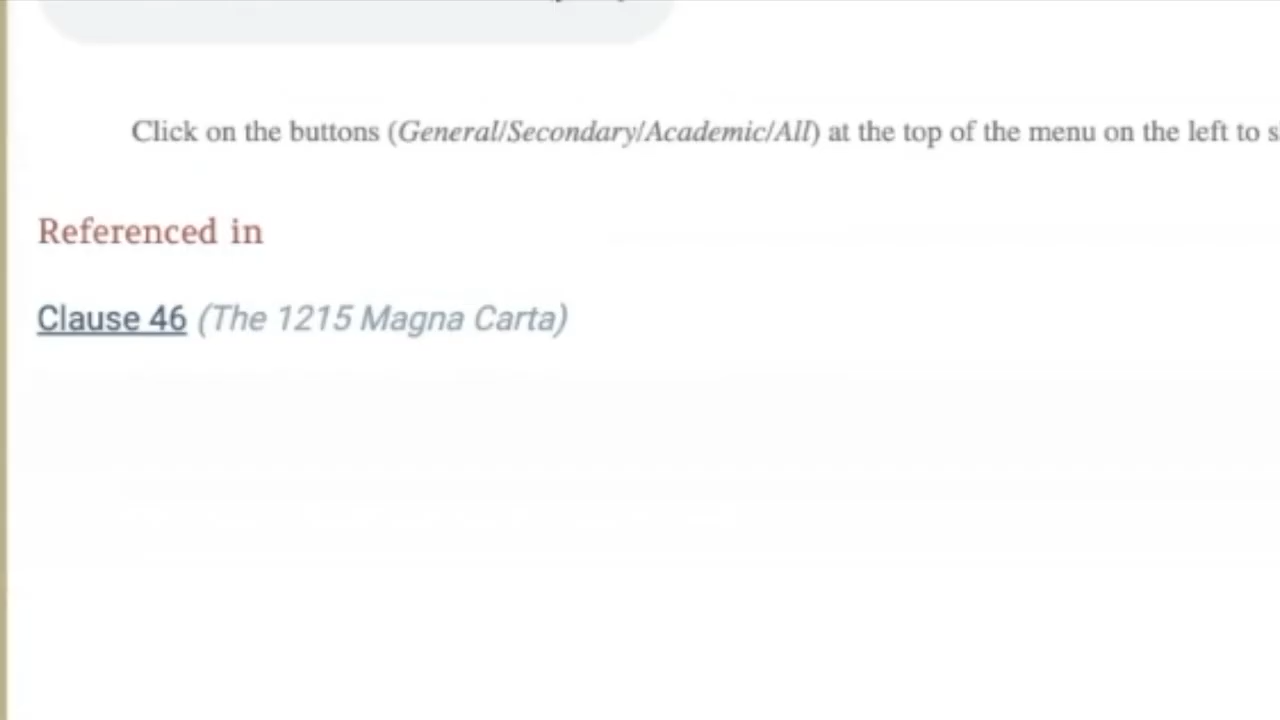 Click on the buttons (General/Secondary/Academic/All) at the top of the menu on the left to
Referenced in
Clause 46 (The 1215 Magna Carta)